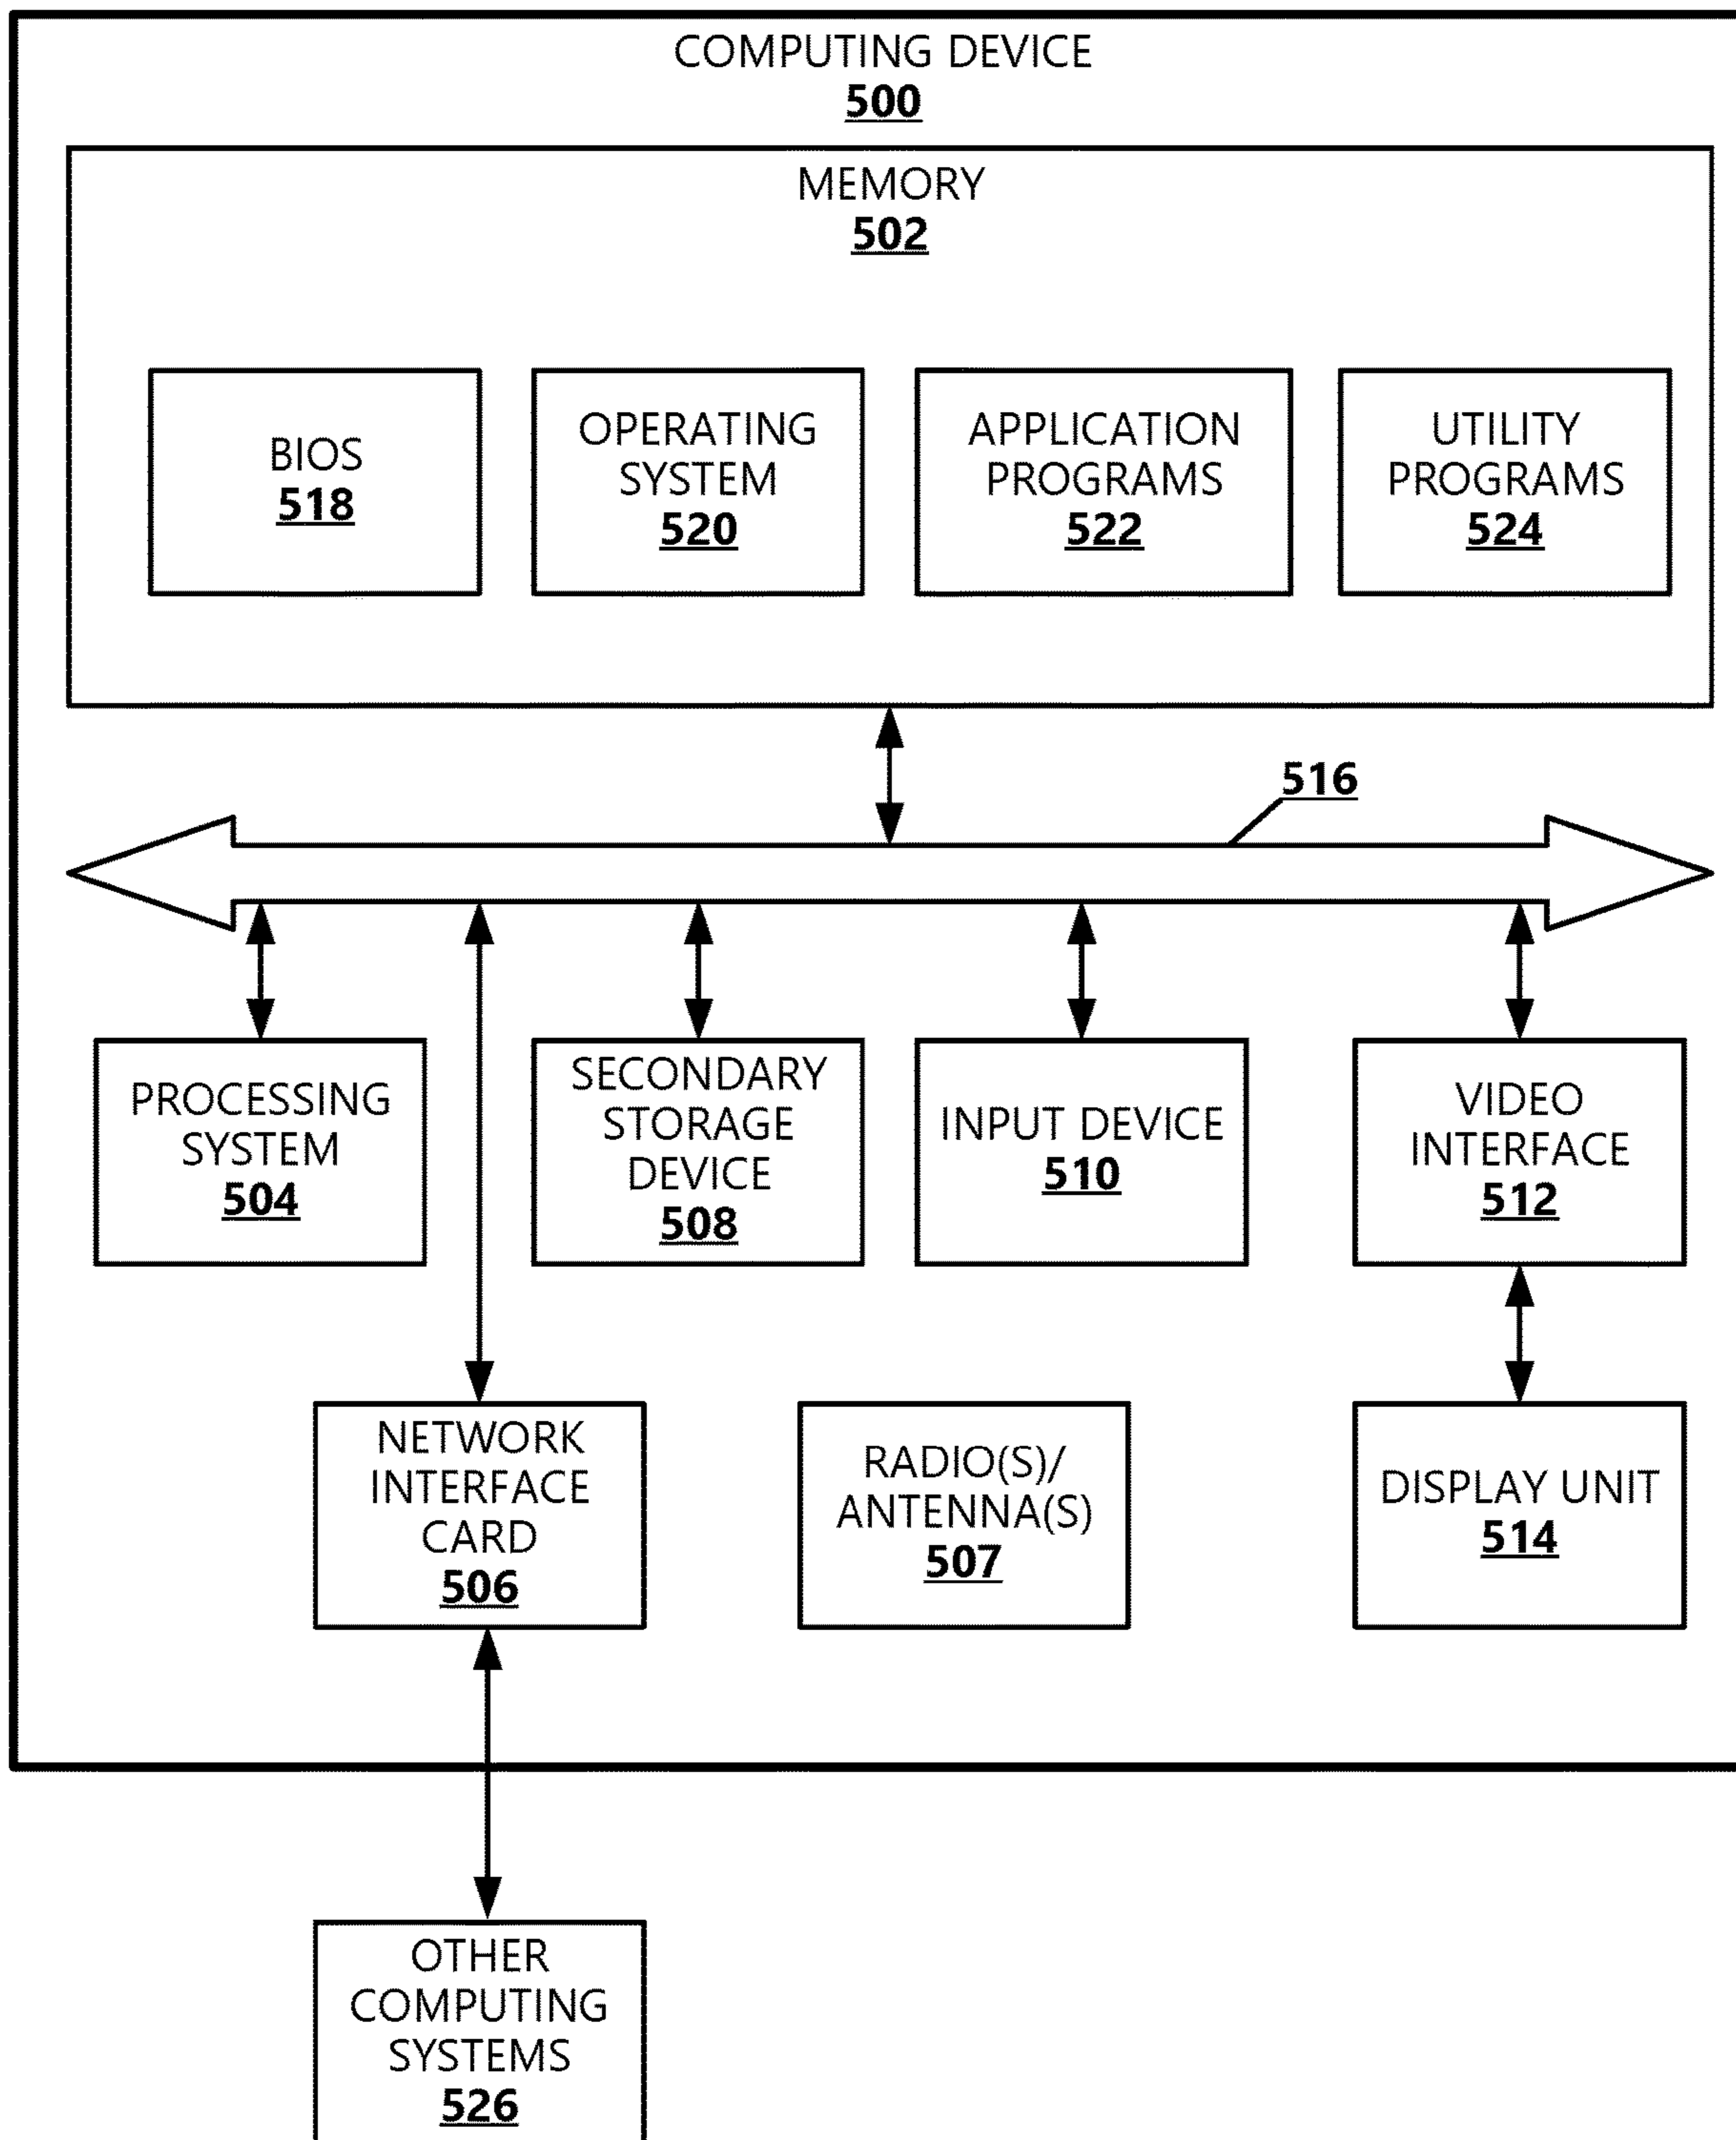 COMPUTING DEVICE
500
MEMORY
502
BIOS
518
OPERATING
SYSTEM
520
APPLICATION
PROGRAMS
522
UTILITY
PROGRAMS
524
516
PROCESSING
SYSTEM
504
SECONDARY
STORAGE
DEVICE
508
INPUT DEVICE
510
VIDEO
INTERFACE
512
NETWORK
INTERFACE
CARD
506
RADIO(S)/
ANTENNA(S)
507
DISPLAY UNIT
514
OTHER
COMPUTING
SYSTEMS
526